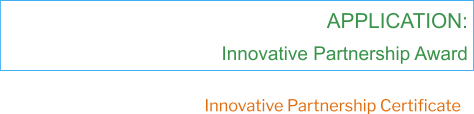 APPLICATION:
Innovative Partnership Award
Innovative Partnership Certificate